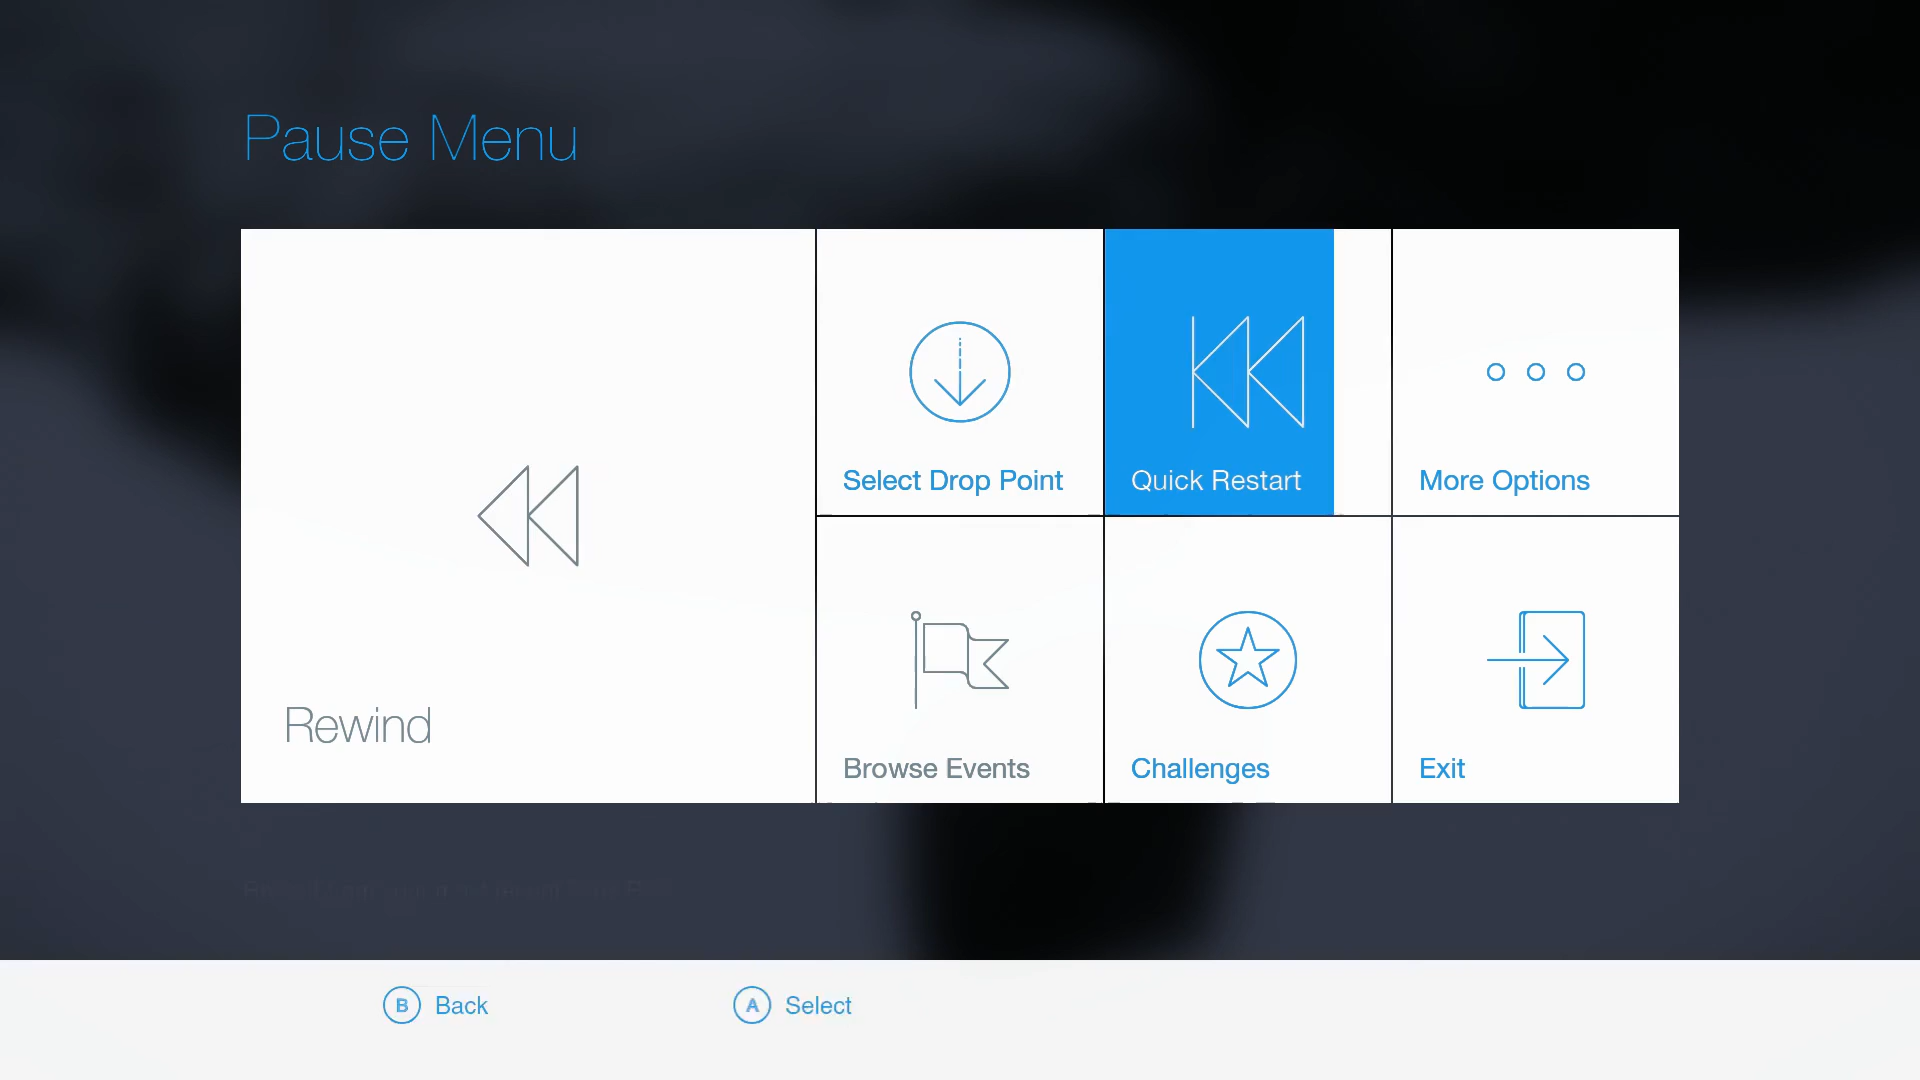 Pause Menu
Select Drop Point
Quick Restart
More Options
Rewind
Browse Events
Challenges
Exit
B Back
A Select